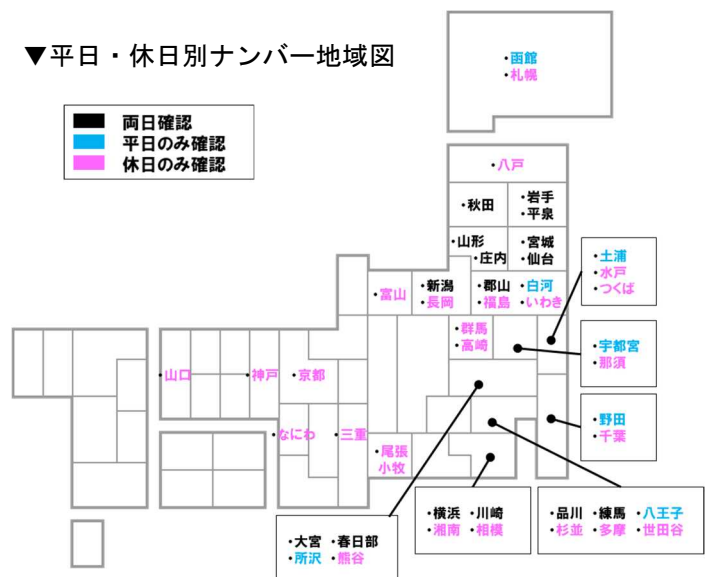 ▼平日・休日別ナンバー地域図
両日確認
平日のみ確認
休日のみ確認
・函館
・札幌
・八戸
・秋田
・岩手
・平泉
・山形
・庄内
・宮城
・仙台
・富山
・新潟
・長岡
・郡山
・福島
・白河
・いわき
・群馬
・高崎
・土浦
・水戸
・つくば
・宇都宮
・那須
・野田
・千葉
・山口
・神戸
・京都
・なにわ
・三重
・尾張
小牧
・大宮 ・春日部
・所沢 ・熊谷
・横浜 ・川崎
・湘南 ・相模
・品川 ・練馬 ・八王子
・杉並 ・多摩 ・世田谷